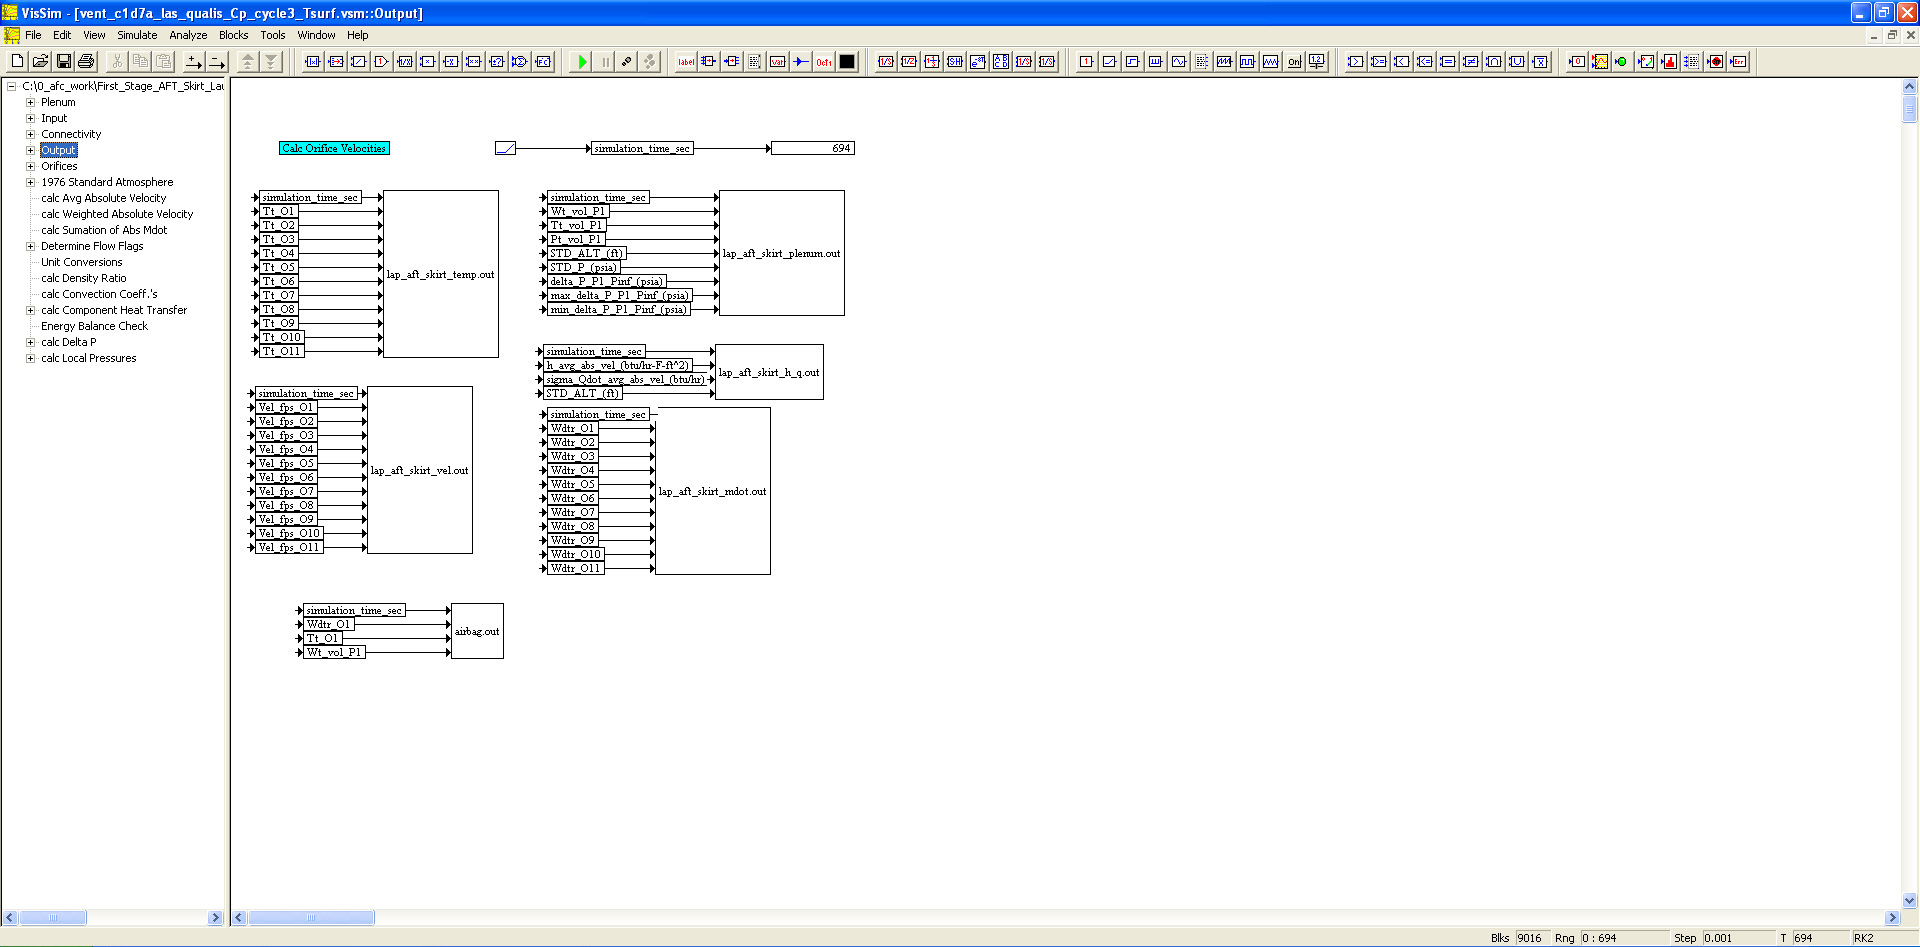 VisSim - [vent_c1d7a_las_qualis_Cp_cycle3_Tsurf.vsm::Output]
File Edit View Simulate Analyze Blocks Tools Window Help
C:\0_afc_work\First_Stage_AFT_Skirt_Lau
Plenum
Input
Connectivity
Output
Orifices
1976 Standard Atmosphere
calc Avg Absolute Velocity
calc Weighted Absolute Velocity
calc Sumation of Abs Mdot
Determine Flow Flags
Unit Conversions
calc Density Ratio
calc Convection Coeff.'s
calc Component Heat Transfer
Energy Balance Check
calc Delta P
calc Local Pressures
Calc Orifice Velocities
simulation_time_sec
694
simulation_time_sec
Tt_O1
Tt_O2
Tt_O3
Tt_O4
Tt_O5
Tt_O6
Tt_O7
Tt_O8
Tt_O9
Tt_O10
Tt_O11
lap_aft_skirt_temp.out
simulation_time_sec
Wt_vol_P1
Tt_vol_P1
Pt_vol_P1
STD_ALT_(ft)
STD_P_(psia)
delta_P_P1_Pinf_(psia)
max_delta_P_P1_Pinf_(psia)
min_delta_P_P1_Pinf_(psia)
lap_aft_skirt_plenum.out
simulation_time_sec
h_avg_abs_vel_(btu/hr-F-ft^2)
sigma_Qdot_avg_abs_vel_(btu/hr)
STD_ALT_(ft)
lap_aft_skirt_h_q.out
simulation_time_sec
Vel_fps_O1
Vel_fps_O2
Vel_fps_O3
Vel_fps_O4
Vel_fps_O5
Vel_fps_O6
Vel_fps_O7
Vel_fps_O8
Vel_fps_O9
Vel_fps_O10
Vel_fps_O11
lap_aft_skirt_vel.out
simulation_time_sec
Wdtr_O1
Wdtr_O2
Wdtr_O3
Wdtr_O4
Wdtr_O5
Wdtr_O6
Wdtr_O7
Wdtr_O8
Wdtr_O9
Wdtr_O10
Wdtr_O11
lap_aft_skirt_mdot.out
simulation_time_sec
Wdtr_O1
Tt_O1
Wt_vol_P1
airbag.out
Blks 9016 Rng 0 : 694 Step 0.001 T 694 RK2